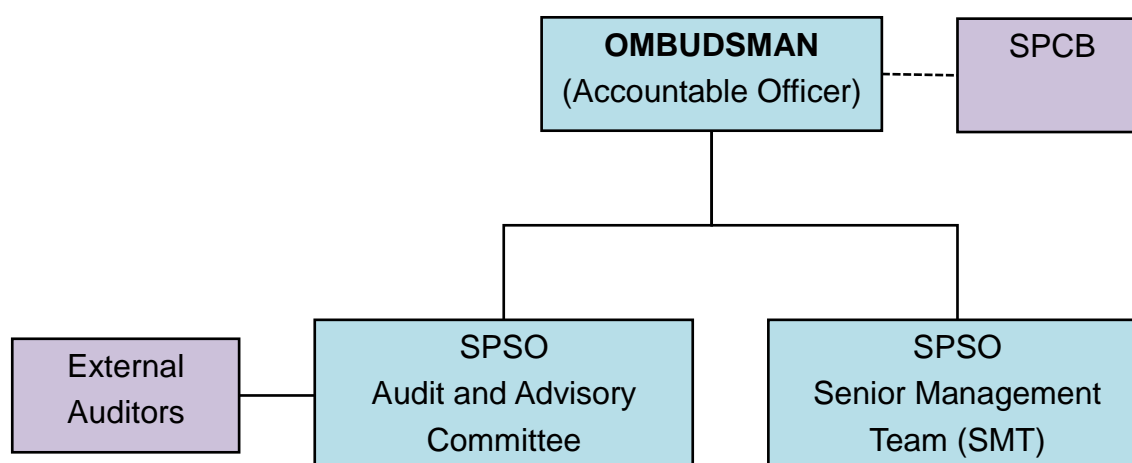 OMBUDSMAN
(Accountable Officer)
SPCB
External
Auditors
SPSO
Audit and Advisory
Committee
SPSO
Senior Management
Team (SMT)